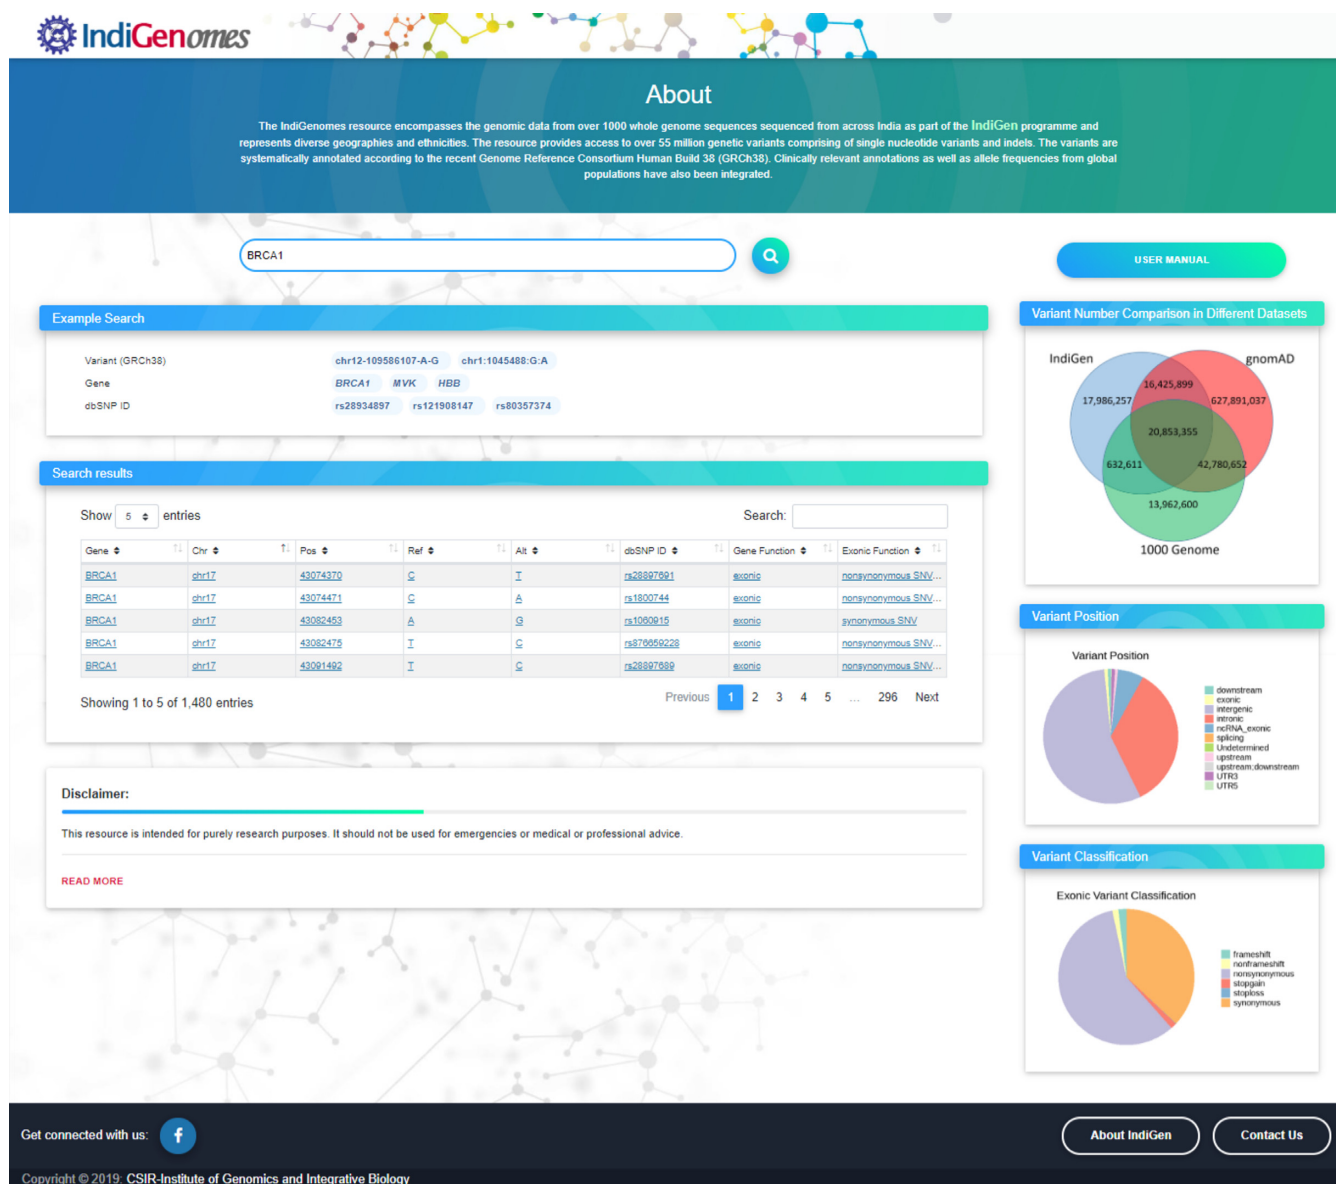 IndiGenomes
About
The IndiGenomes resource encompasses the genomic data from over 1000 whole genome sequences sequenced from across India as part of the IndiGen programme and
represents diverse geographies and ethnicities. The resource provides access to over 55 million genetic variants comprising of single nucleotide variants and indels. The variants are
systematically annotated according to the recent Genome Reference Consortium Human Build 38 (GRCh38). Clinically relevant annotations as well as allele frequencies from global
populations have also been integrated.
BRCA1
USER MANUAL
Example Search
Variant (GRCh38) chr12-109586107-A-G chr1:1045488:G:A
Gene BRCA1 MVK HBB
dbSNP ID rs28934897 rs121908147 rs80357374
Search results
Show 5 entries Search:
Gene Chr Pos Ref Alt dbSNP ID Gene Function Exonic Function
BRCA1 chr17 43074370 C T rs28897691 exonic nonsynonymous SNV...
BRCA1 chr17 43074471 C A rs1800744 exonic nonsynonymous SNV...
BRCA1 chr17 43082453 A G rs1060915 exonic synonymous SNV
BRCA1 chr17 43082475 T C rs876659228 exonic nonsynonymous SNV...
BRCA1 chr17 43091492 T C rs28897689 exonic nonsynonymous SNV...
Showing 1 to 5 of 1,480 entries
Previous 1 2 3 4 5 ... 296 Next
Disclaimer:
This resource is intended for purely research purposes. It should not be used for emergencies or medical or professional advice.
READ MORE
Variant Number Comparison in Different Datasets
IndiGen gnomAD
16,425,899
17,986,257 627,891,037
20,853,355
632,611 42,780,652
13,962,600
1000 Genome
Variant Position
Variant Position
downstream
exonic
intergenic
intronic
ncRNA_exonic
splicing
Undetermined
upstream
upstream;downstream
UTR3
UTR5
Variant Classification
Exonic Variant Classification
frameshift
nonframeshift
nonsynonymous
stopgain
stoploss
synonymous
Get connected with us: f
About IndiGen Contact Us
Copyright © 2019: CSIR-Institute of Genomics and Integrative Biology